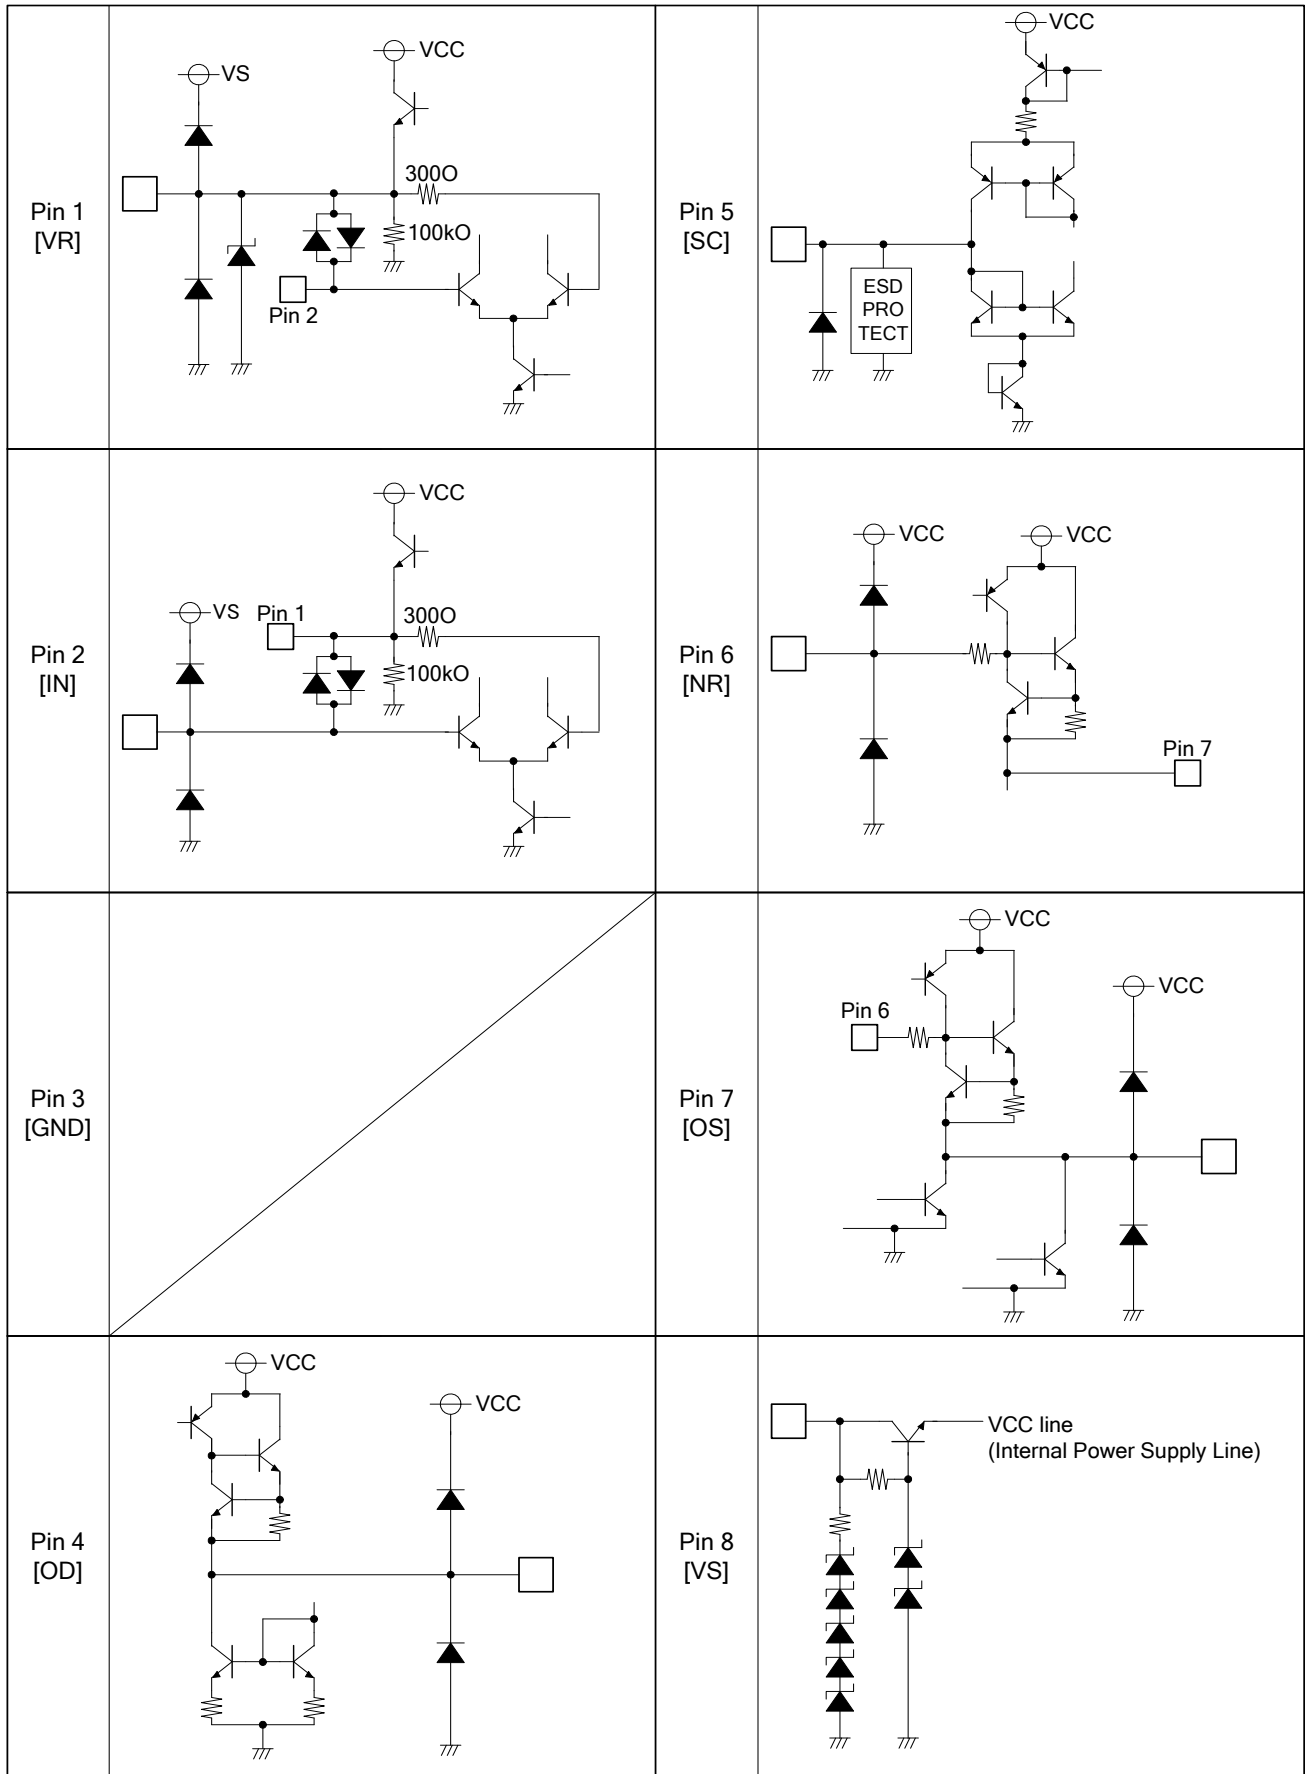 Pin 1
[VR]
VS
VCC
300O
100kO
Pin 2
Pin 5
[SC]
VCC
ESD
PRO
TECT
Pin 2
[IN]
VS
Pin 1
VCC
300O
100kO
Pin 6
[NR]
VCC
VCC
Pin 7
Pin 3
[GND]
Pin 7
[OS]
VCC
Pin 6
VCC
Pin 4
[OD]
VCC
VCC
Pin 8
[VS]
VCC line
(Internal Power Supply Line)